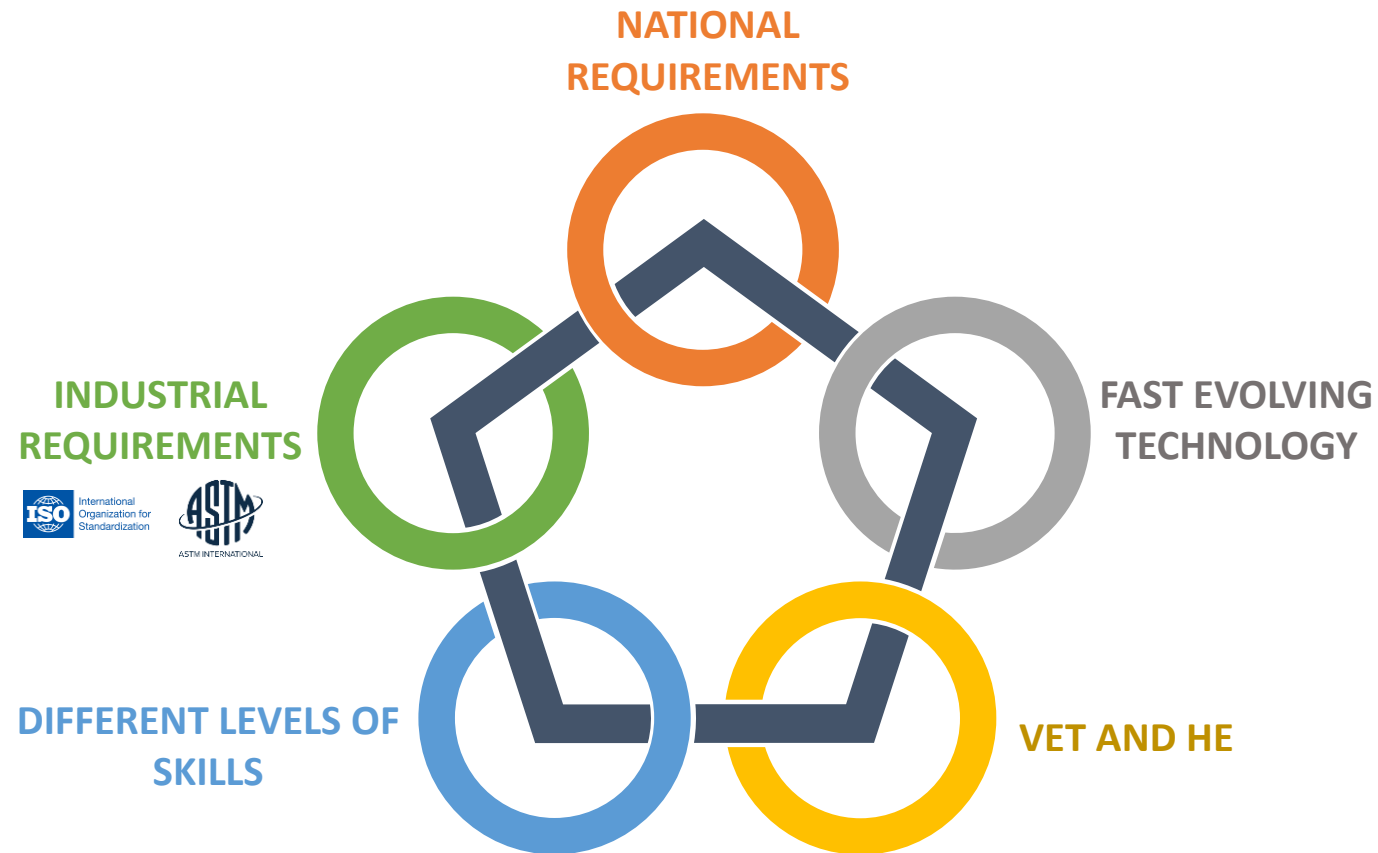 NATIONAL
REQUIREMENTS
INDUSTRIAL
REQUIREMENTS
ISO
International
Organization for
Standardization
ASTM
ASTM INTERNATIONAL
FAST EVOLVING
TECHNOLOGY
DIFFERENT LEVELS OF
SKILLS
VET AND HE